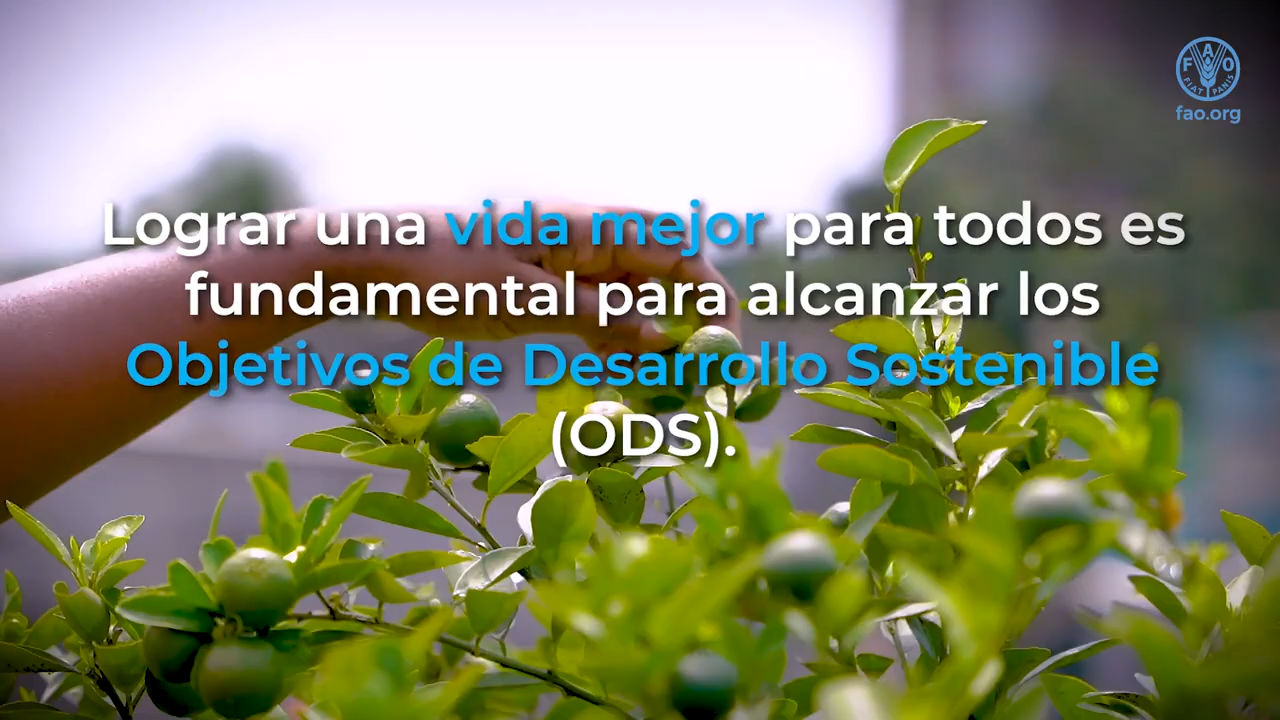 F A O
FIAT PANIS
fao.org
Lograr una vida mejor para todos es
fundamental para alcanzar los
Objetivos de Desarrollo Sostenible
(ODS).